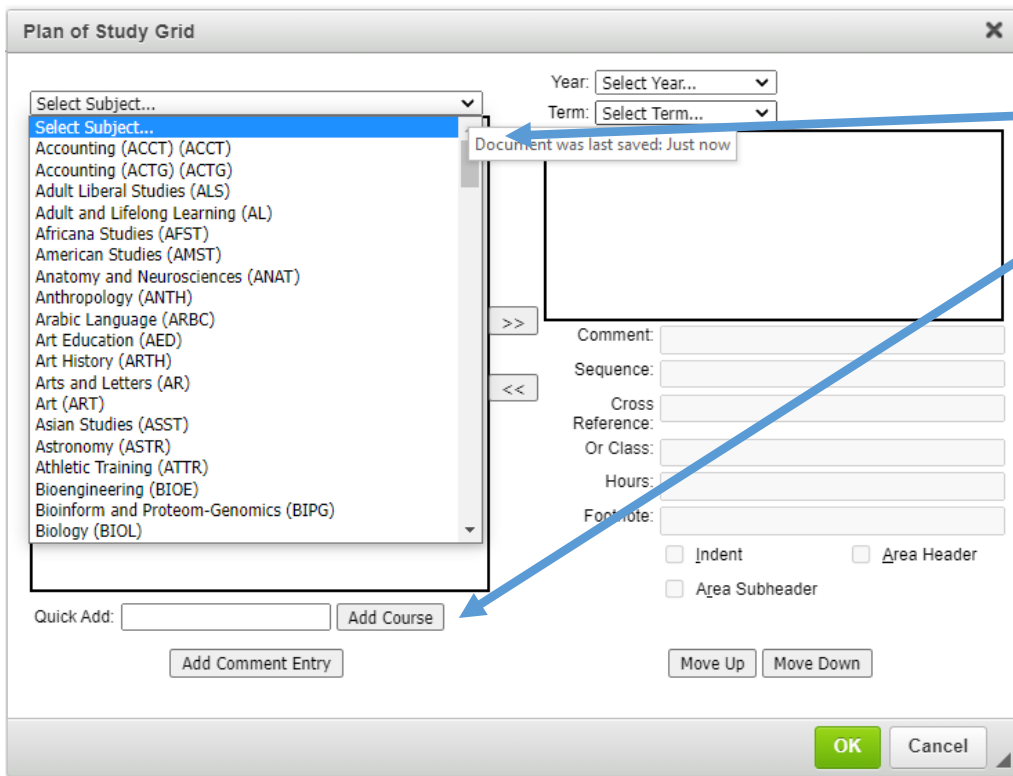 Plan of Study Grid
Year: Select Year...
Select Subject...
Term: Select Term...
Select Subject...
Document was last saved: Just now
Accounting (ACCT) (ACCT)
Accounting (ACTG) (ACTG)
Adult Liberal Studies (ALS)
Adult and Lifelong Learning (AL)
Africana Studies (AFST)
American Studies (AMST)
Anatomy and Neurosciences (ANAT)
Anthropology (ANTH)
Arabic Language (ARBC)
Art Education (AED)
Art History (ARTH)
Arts and Letters (AR)
Art (ART)
Asian Studies (ASST)
Astronomy (ASTR)
Athletic Training (ATTR)
Bioengineering (BIOE)
Bioinform and Proteom-Genomics (BIPG)
Biology (BIOL)
>>
<<
Comment:
Sequence:
Cross
Reference:
Or Class:
Hours:
Footnote:
Indent
Area Header
Area Subheader
Quick Add:
Add Course
Add Comment Entry
Move Up
Move Down
OK
Cancel